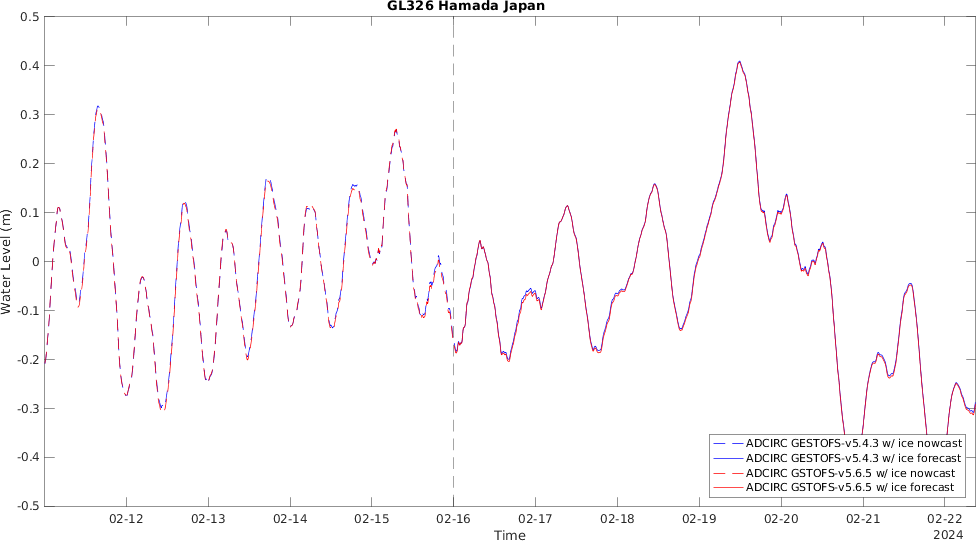 GL326 Hamada Japan
0.5
0.4
0.3
0.2
0.1
0
-0.1
-0.2
-0.3
-0.4
-0.5
Water Level (m)
ADCIRC GESTOFS-v5.4.3 w/ ice nowcast
ADCIRC GESTOFS-v5.4.3 w/ ice forecast
ADCIRC GSTOFS-v5.6.5 w/ ice nowcast
ADCIRC GSTOFS-v5.6.5 w/ ice forecast
02-12 02-13 02-14 02-15 02-16 02-17 02-18 02-19 02-20 02-21 02-22
2024
Time